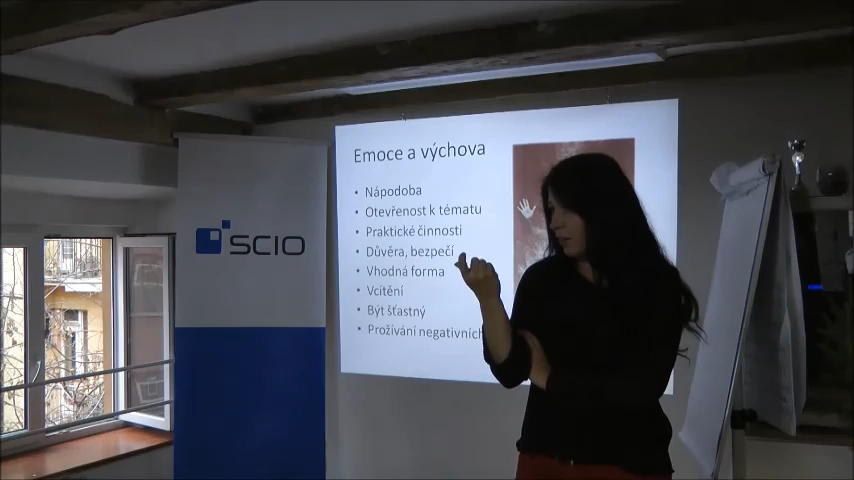 SCIO
Emoce a výchova
• Nápodoba
• Otevřenost k tématu
• Praktické činnosti
• Důvěra, bezpečí
• Vhodná forma
• Vcítění
• Být šťastný
• Prožívání negativních